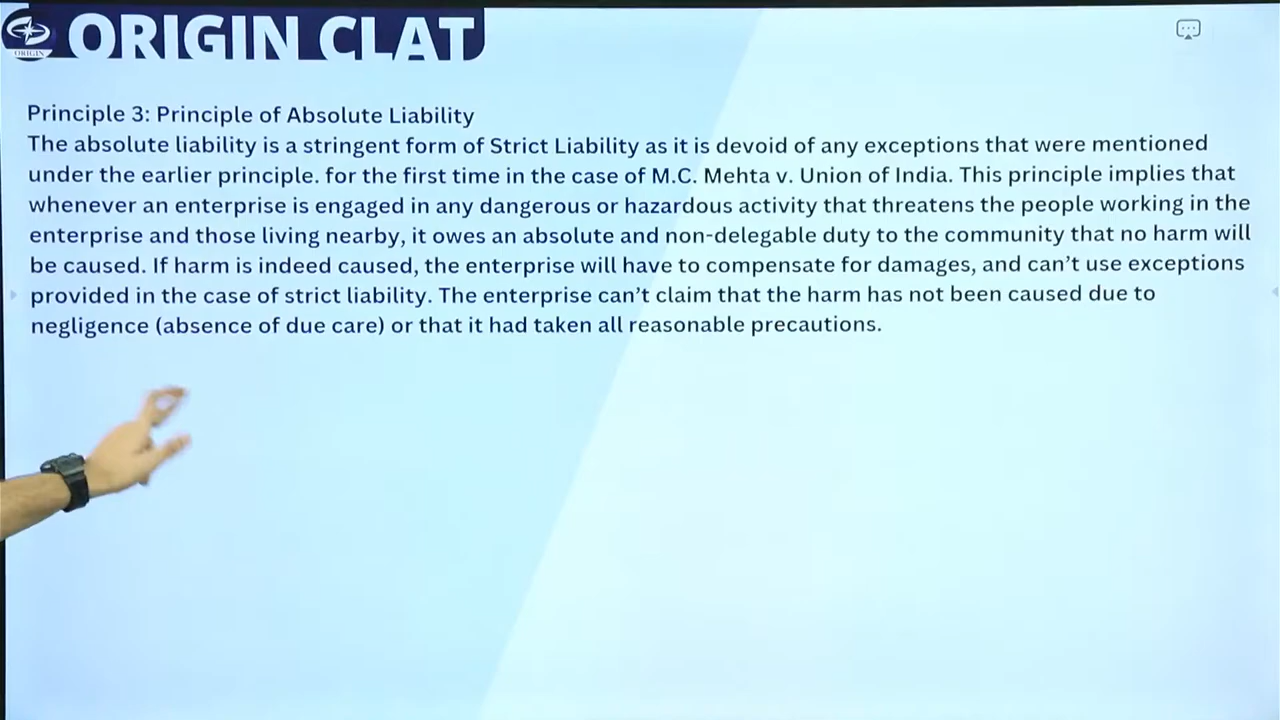 ORIGIN CLAT
ORIGIN
Principle 3: Principle of Absolute Liability
The absolute liability is a stringent form of Strict Liability as it is devoid of any exceptions that were mentioned
under the earlier principle. for the first time in the case of M.C. Mehta v. Union of India. This principle implies that
whenever an enterprise is engaged in any dangerous or hazardous activity that threatens the people working in the
enterprise and those living nearby, it owes an absolute and non-delegable duty to the community that no harm will
be caused. If harm is indeed caused, the enterprise will have to compensate for damages, and can’t use exceptions
provided in the case of strict liability. The enterprise can’t claim that the harm has not been caused due to
negligence (absence of due care) or that it had taken all reasonable precautions.